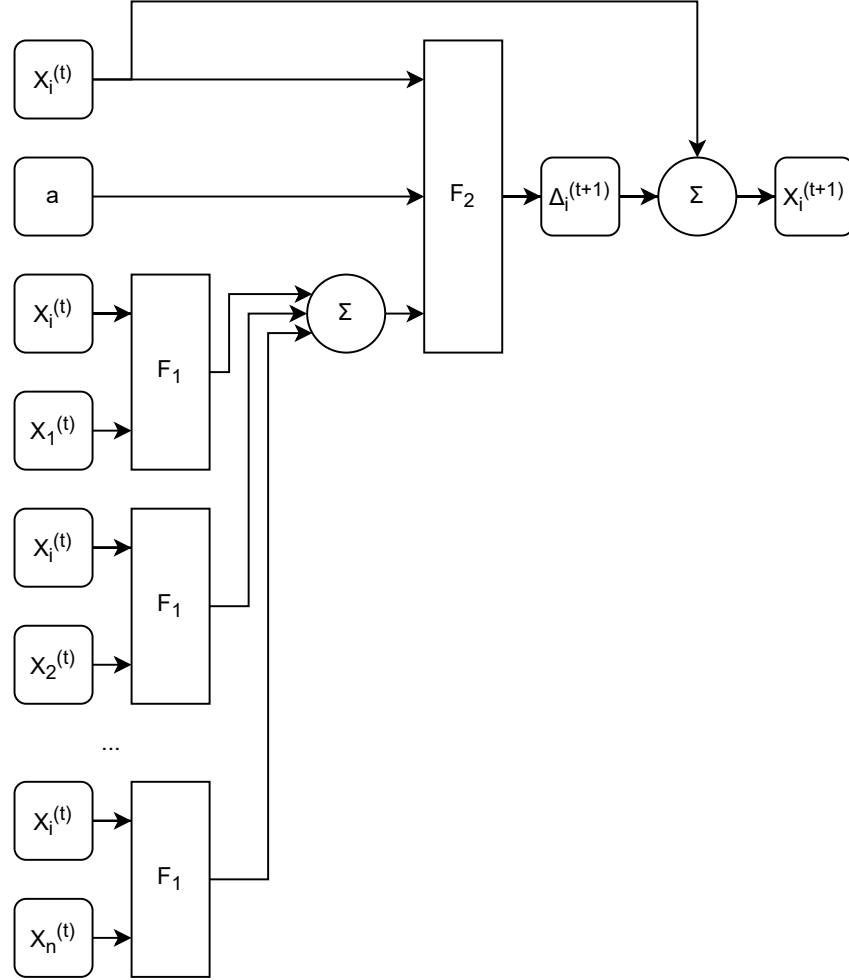 Xᵢ⁽ᵗ⁾
a
F₂
Δᵢ⁽ᵗ⁺¹⁾
Σ
Xᵢ⁽ᵗ⁺¹⁾
Xᵢ⁽ᵗ⁾
F₁
X₁⁽ᵗ⁾
Σ
Xᵢ⁽ᵗ⁾
F₁
X₂⁽ᵗ⁾
...
Xᵢ⁽ᵗ⁾
F₁
Xₙ⁽ᵗ⁾